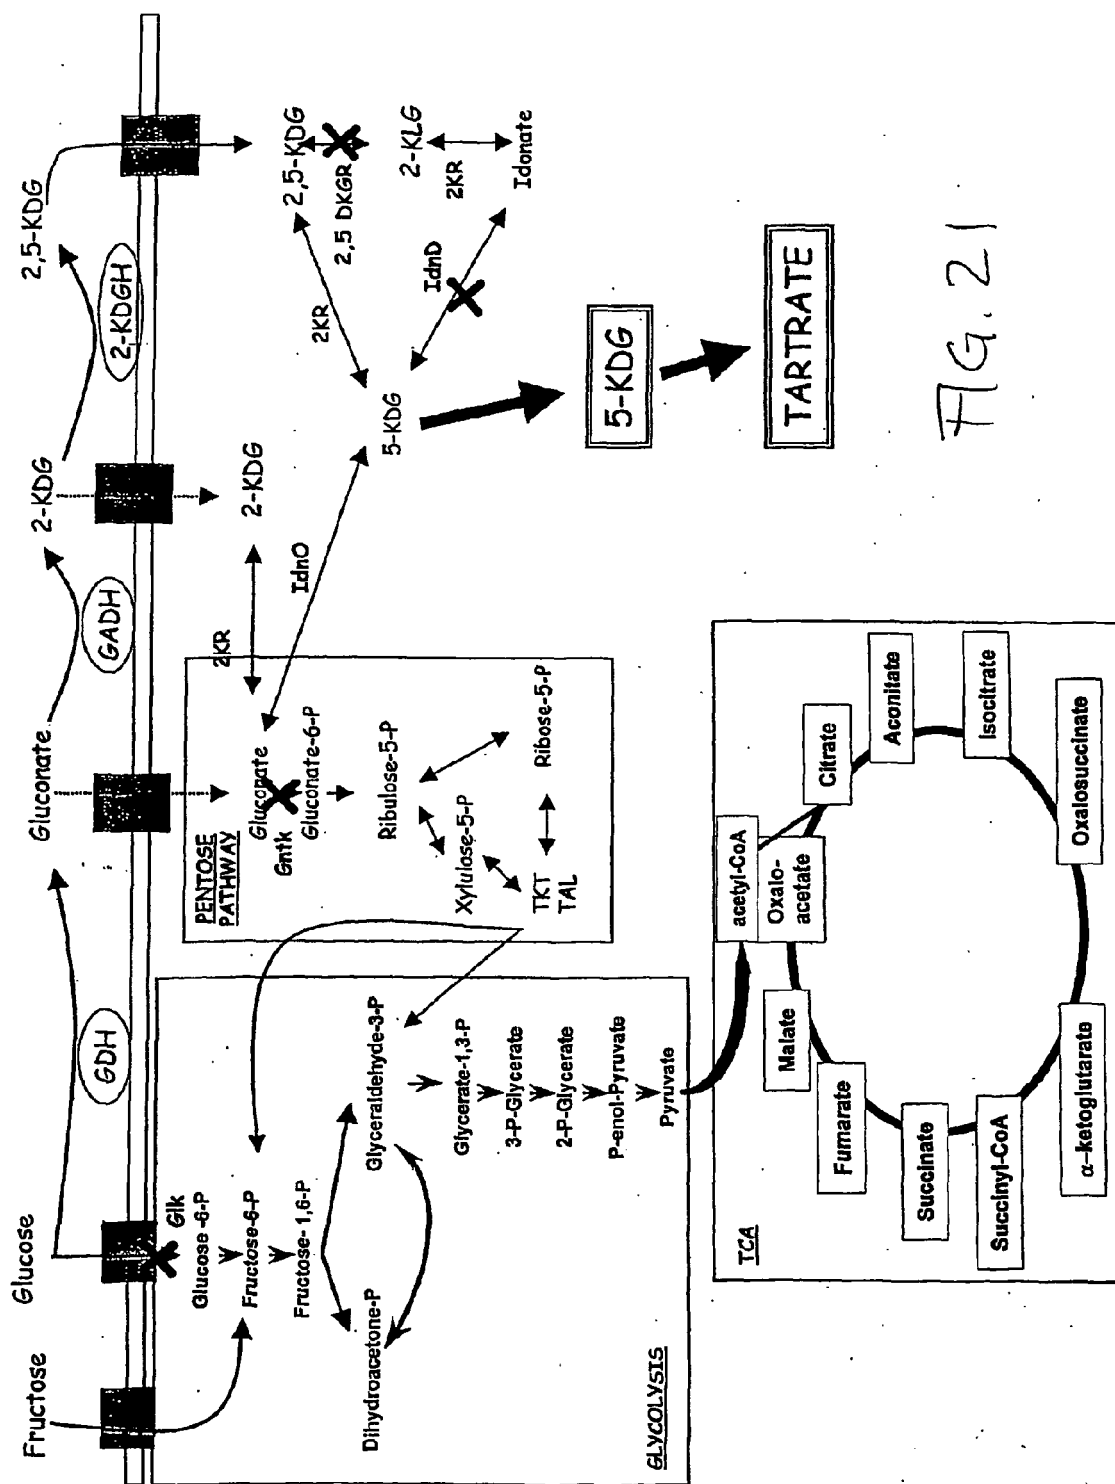 Fructose
Glucose
Gluconate
2-KDG
2,5-KDG
GDH
GADH
2-KDGH
Glk
Glucose -6-P
Fructose-6-P
Fructose- 1,6-P
Dihydroacetone-P
Glyceraldehyde-3-P
Glycerate-1,3-P
3-P-Glycerate
2-P-Glycerate
P-enol-Pyruvate
Pyruvate
GLYCOLYSIS
PENTOSE
PATHWAY
Gluconate
Gntk
Gluconate-6-P
Ribulose-5-P
Xylulose-5-P
Ribose-5-P
TKT
TAL
2KR
2-KDG
IdnO
5-KDG
2KR
2,5-KDG
2,5 DKGR
2-KLG
2KR
Idonate
IdnD
5-KDG
TARTRATE
TCA
acetyl-CoA
Oxalo-
acetate
Citrate
Aconitate
Isocitrate
Oxalosuccinate
α-ketoglutarate
Succinyl-CoA
Succinate
Fumarate
Malate
FIG. 21